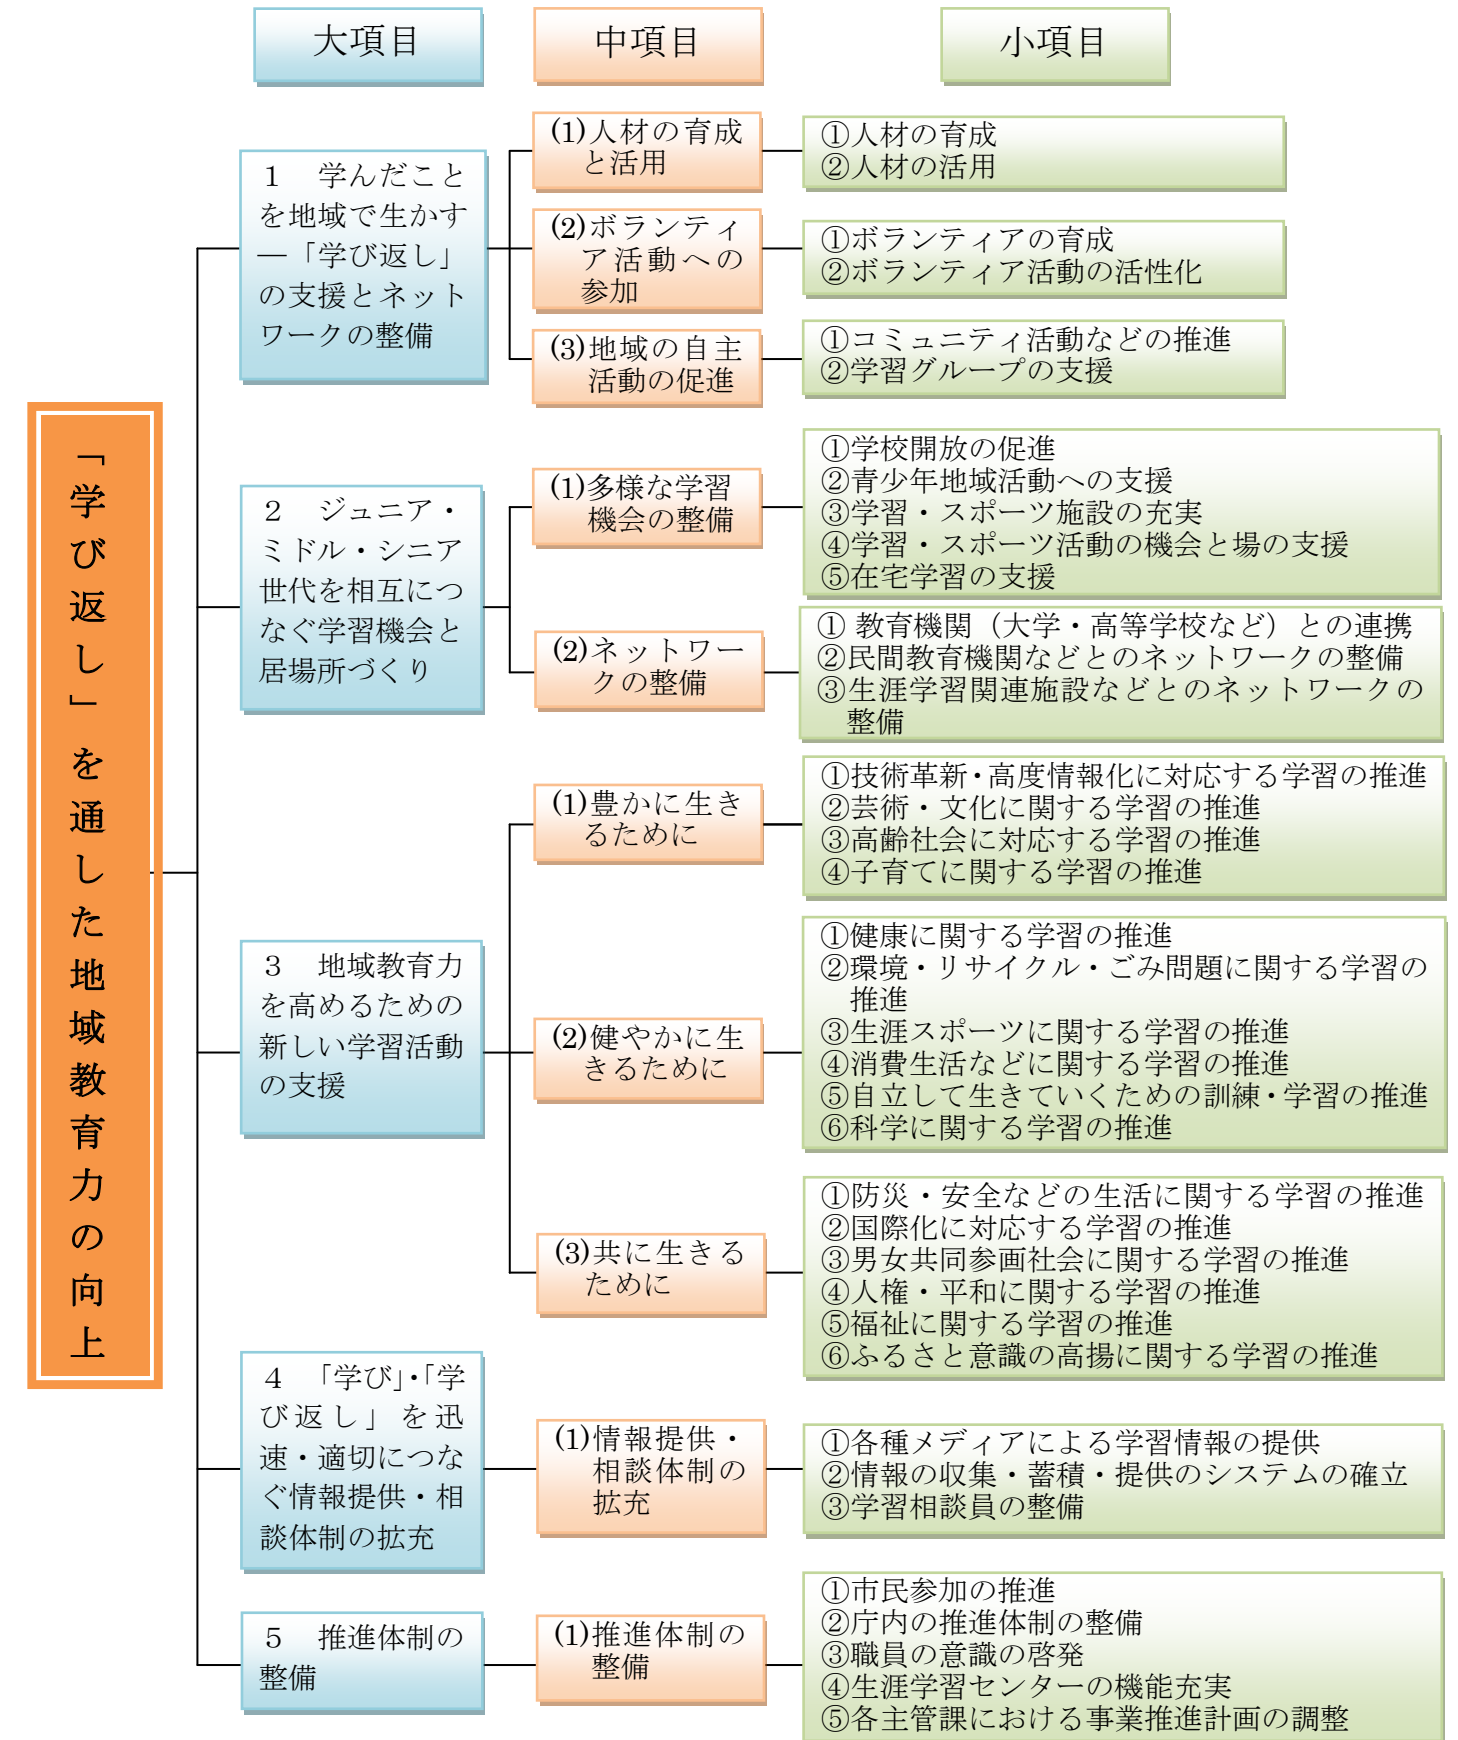 大項目
中項目
小項目
「学び返し」を通した地域教育力の向上
１　学んだこと
を地域で生かす
―「学び返し」
の支援とネット
ワークの整備
(1)人材の育成
と活用
①人材の育成
②人材の活用
(2)ボランティ
ア活動への
参加
①ボランティアの育成
②ボランティア活動の活性化
(3)地域の自主
活動の促進
①コミュニティ活動などの推進
②学習グループの支援
２　ジュニア・
ミドル・シニア
世代を相互につ
なぐ学習機会と
居場所づくり
(1)多様な学習
機会の整備
①学校開放の促進
②青少年地域活動への支援
③学習・スポーツ施設の充実
④学習・スポーツ活動の機会と場の支援
⑤在宅学習の支援
(2)ネットワー
クの整備
① 教育機関（大学・高等学校など）との連携
②民間教育機関などとのネットワークの整備
③生涯学習関連施設などとのネットワークの
整備
３　地域教育力
を高めるための
新しい学習活動
の支援
(1)豊かに生き
るために
①技術革新・高度情報化に対応する学習の推進
②芸術・文化に関する学習の推進
③高齢社会に対応する学習の推進
④子育てに関する学習の推進
(2)健やかに生
きるために
①健康に関する学習の推進
②環境・リサイクル・ごみ問題に関する学習の
推進
③生涯スポーツに関する学習の推進
④消費生活などに関する学習の推進
⑤自立して生きていくための訓練・学習の推進
⑥科学に関する学習の推進
(3)共に生きる
ために
①防災・安全などの生活に関する学習の推進
②国際化に対応する学習の推進
③男女共同参画社会に関する学習の推進
④人権・平和に関する学習の推進
⑤福祉に関する学習の推進
⑥ふるさと意識の高揚に関する学習の推進
４　「学び」・「学
び返し」を迅
速・適切につな
ぐ情報提供・相
談体制の拡充
(1)情報提供・
相談体制の
拡充
①各種メディアによる学習情報の提供
②情報の収集・蓄積・提供のシステムの確立
③学習相談員の整備
５　推進体制の
整備
(1)推進体制の
整備
①市民参加の推進
②庁内の推進体制の整備
③職員の意識の啓発
④生涯学習センターの機能充実
⑤各主管課における事業推進計画の調整